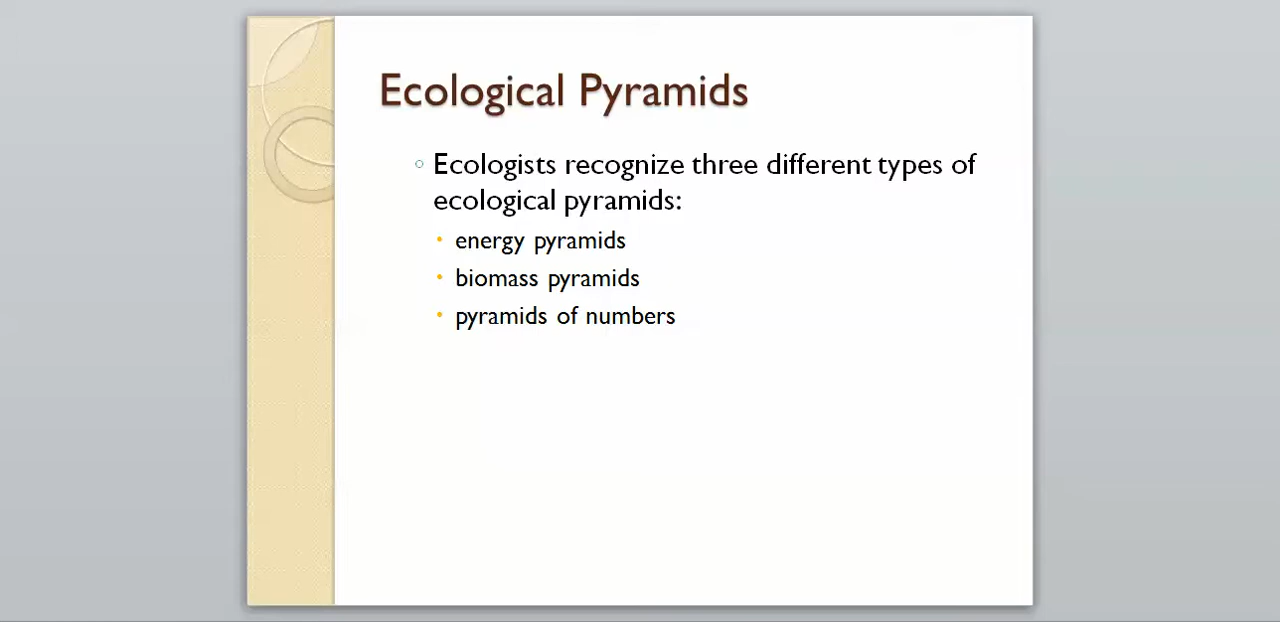 Ecological Pyramids
Ecologists recognize three different types of
ecological pyramids:
energy pyramids
biomass pyramids
pyramids of numbers